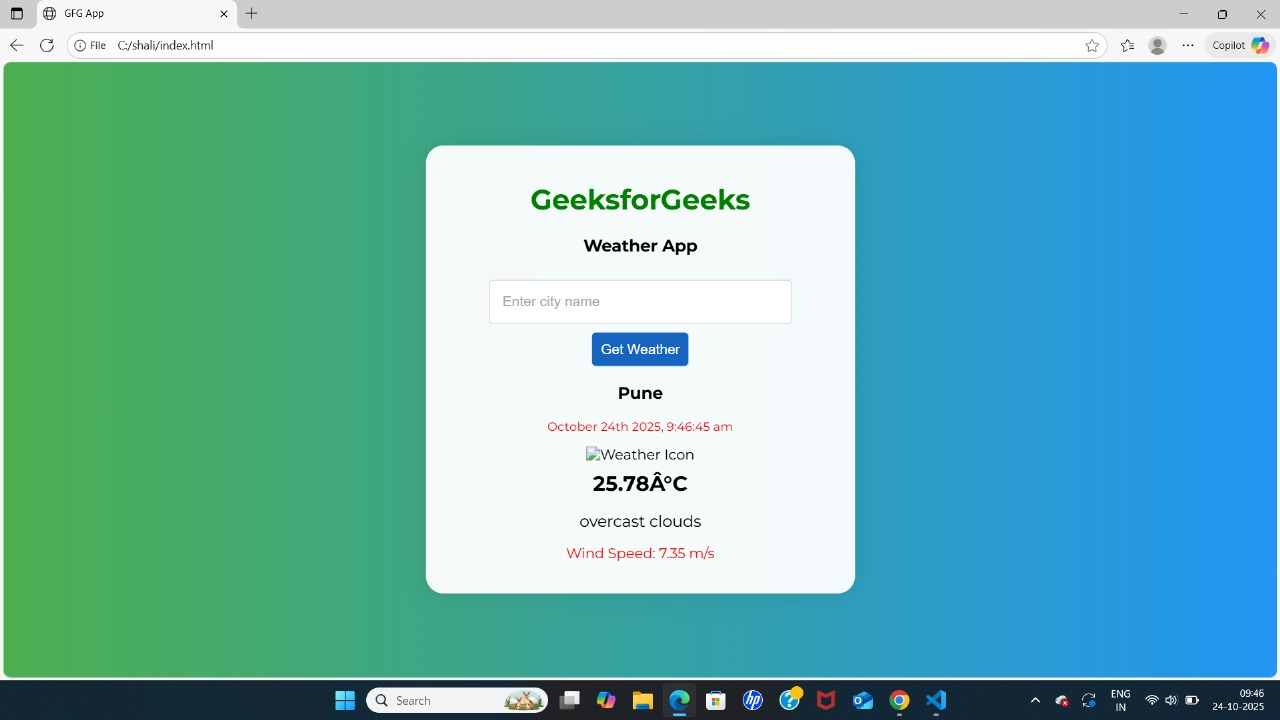 GFG App
File C:/shali/index.html
Copilot
GeeksforGeeks
Weather App
Enter city name
Get Weather
Pune
October 24th 2025, 9:46:45 am
Weather Icon
25.78Â°C
overcast clouds
Wind Speed: 7.35 m/s
Search
hp
ENG
IN
09:46
24-10-2025